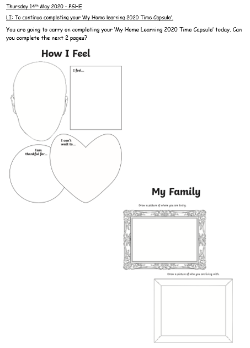 Thursday 14th May 2020 – PSHE
LI: To continue completing your 'My Home learning 2020 Time Capsule'.
You are going to carry on completing your 'My Home Learning 2020 Time Capsule' today. Can
you complete the next 2 pages?
How I Feel
I feel...
I am
thankful for...
I can't
wait to...
My Family
Draw a picture of where you are living.
Draw a picture of who you are living with.